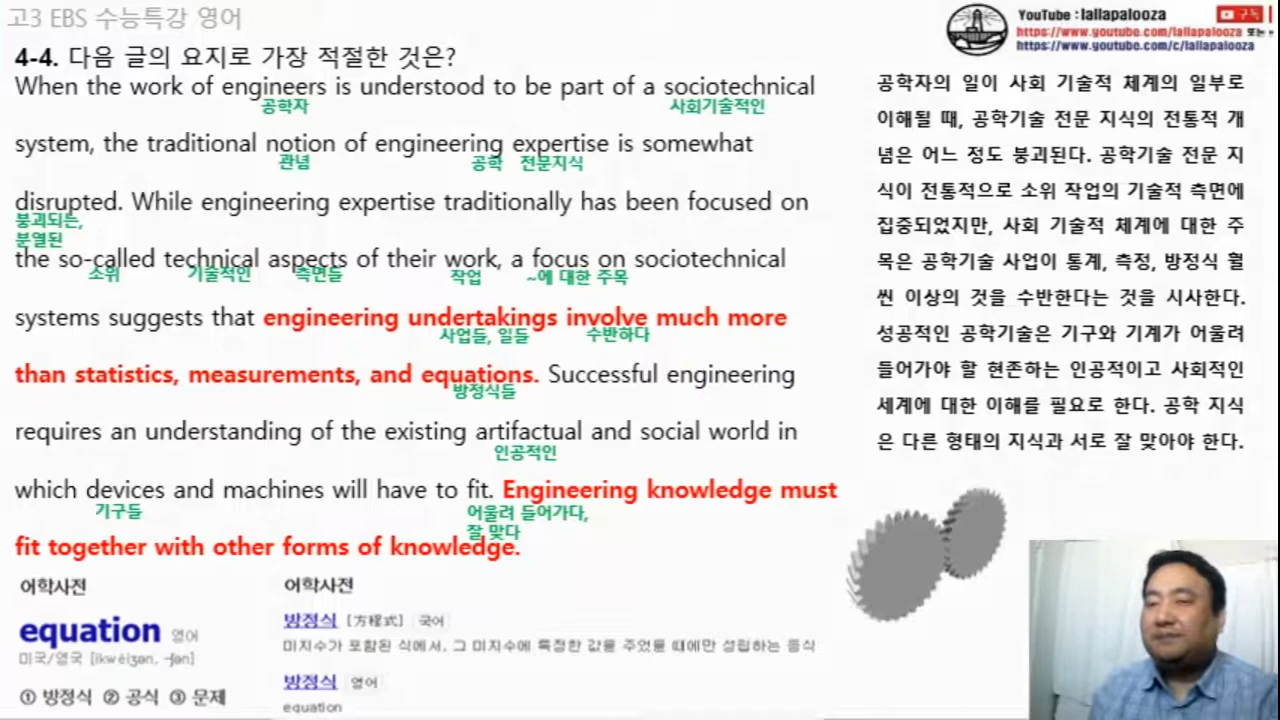 고3 EBS 수능특강 영어
YouTube : lallapalooza
구독
https://www.youtube.com/lallapalooza 또는
https://www.youtube.com/c/lallapalooza
4-4. 다음 글의 요지로 가장 적절한 것은?
When the work of engineers is understood to be part of a sociotechnical
공학자 사회기술적인
system, the traditional notion of engineering expertise is somewhat
관념 공학 전문지식
disrupted. While engineering expertise traditionally has been focused on
붕괴되는,
분열된
the so-called technical aspects of their work, a focus on sociotechnical
소위 기술적인 측면들 작업 ~에 대한 주목
systems suggests that engineering undertakings involve much more
사업들, 일들 수반하다
than statistics, measurements, and equations. Successful engineering
방정식들
requires an understanding of the existing artifactual and social world in
인공적인
which devices and machines will have to fit. Engineering knowledge must
기구들 어울려 들어가다,
잘 맞다
fit together with other forms of knowledge.
공학자의 일이 사회 기술적 체계의 일부로
이해될 때, 공학기술 전문 지식의 전통적 개
념은 어느 정도 붕괴된다. 공학기술 전문 지
식이 전통적으로 소위 작업의 기술적 측면에
집중되었지만, 사회 기술적 체계에 대한 주
목은 공학기술 사업이 통계, 측정, 방정식 훨
씬 이상의 것을 수반한다는 것을 시사한다.
성공적인 공학기술은 기구와 기계가 어울려
들어가야 할 현존하는 인공적이고 사회적인
세계에 대한 이해를 필요로 한다. 공학 지식
은 다른 형태의 지식과 서로 잘 맞아야 한다.
어학사전
equation 영어
미국/영국 [ikwéiʒən, -ʃən]
① 방정식 ② 공식 ③ 문제
어학사전
방정식 [方程式] 국어
미지수가 포함된 식에서, 그 미지수에 특정한 값을 주었을 때에만 성립하는 등식
방정식 영어
equation